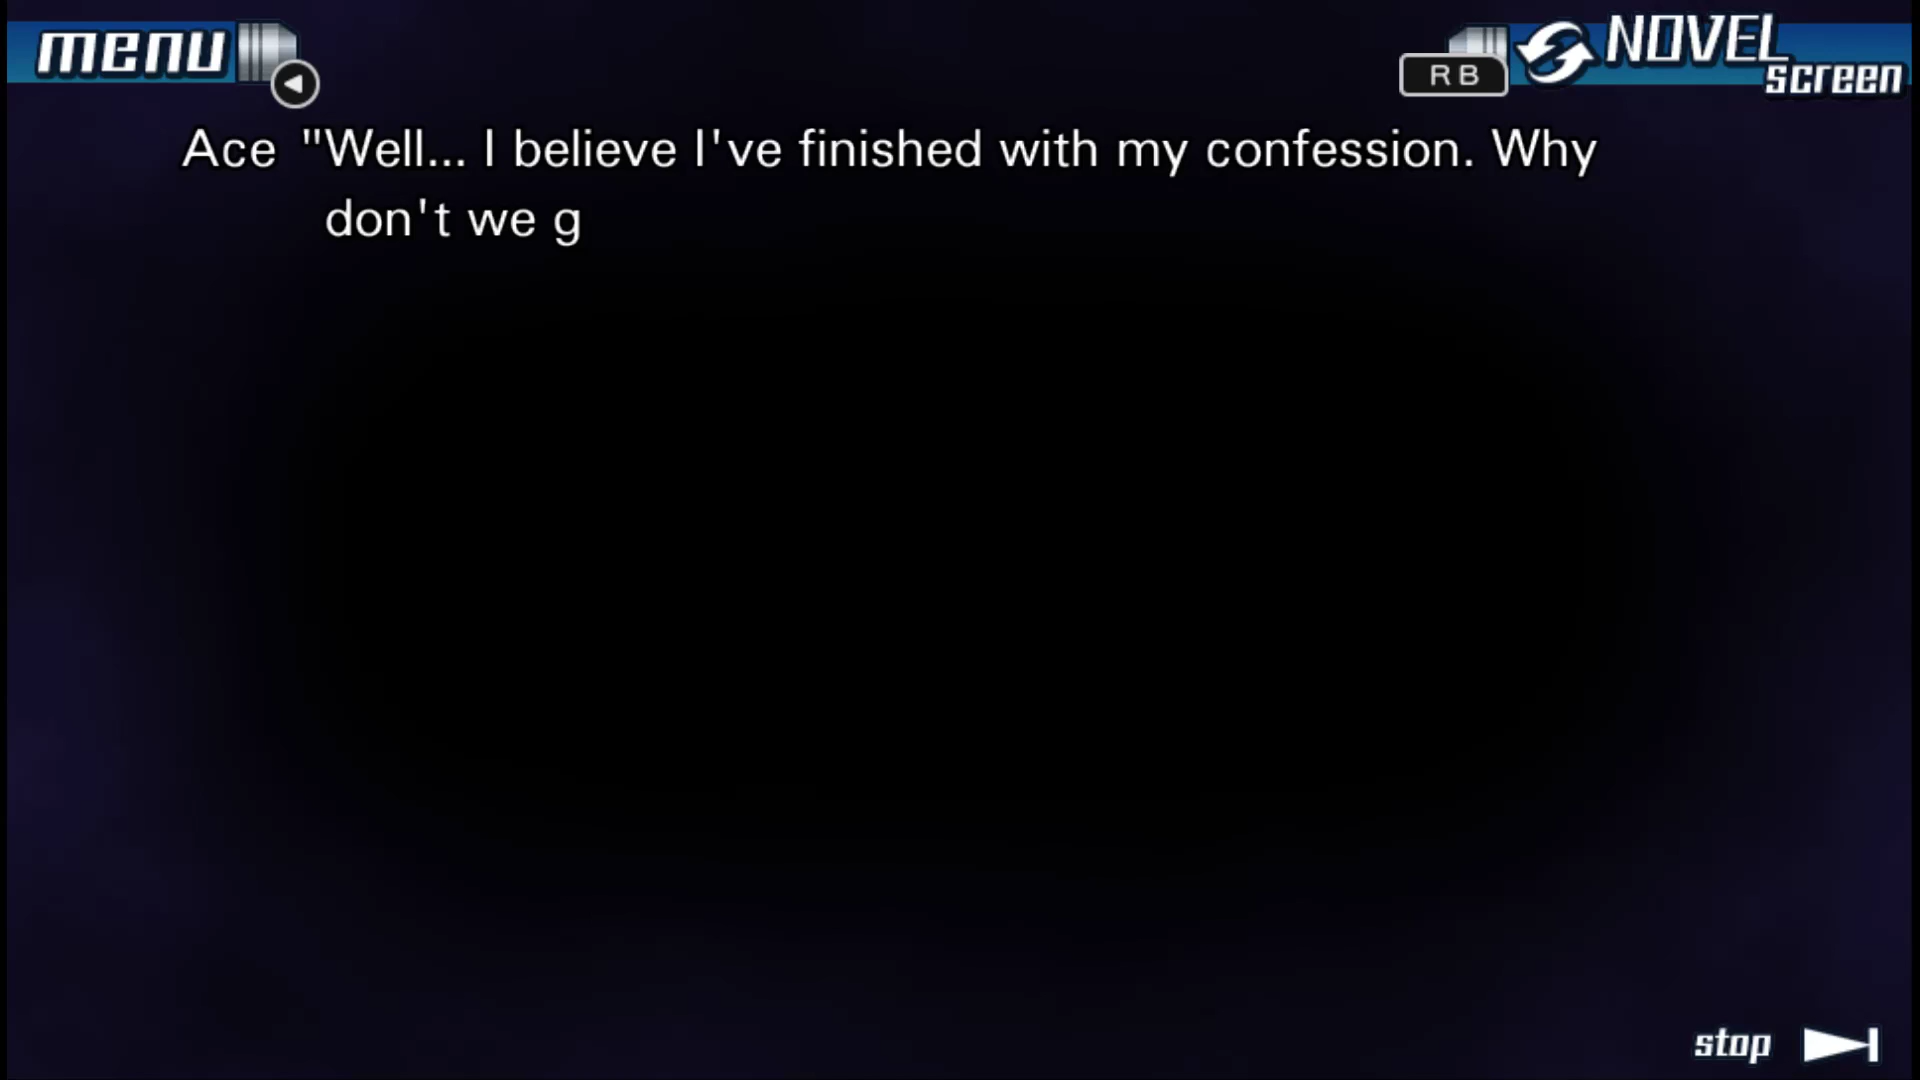 menu
RB
NOVEL
screen
Ace "Well... I believe I've finished with my confession. Why
don't we g
stop